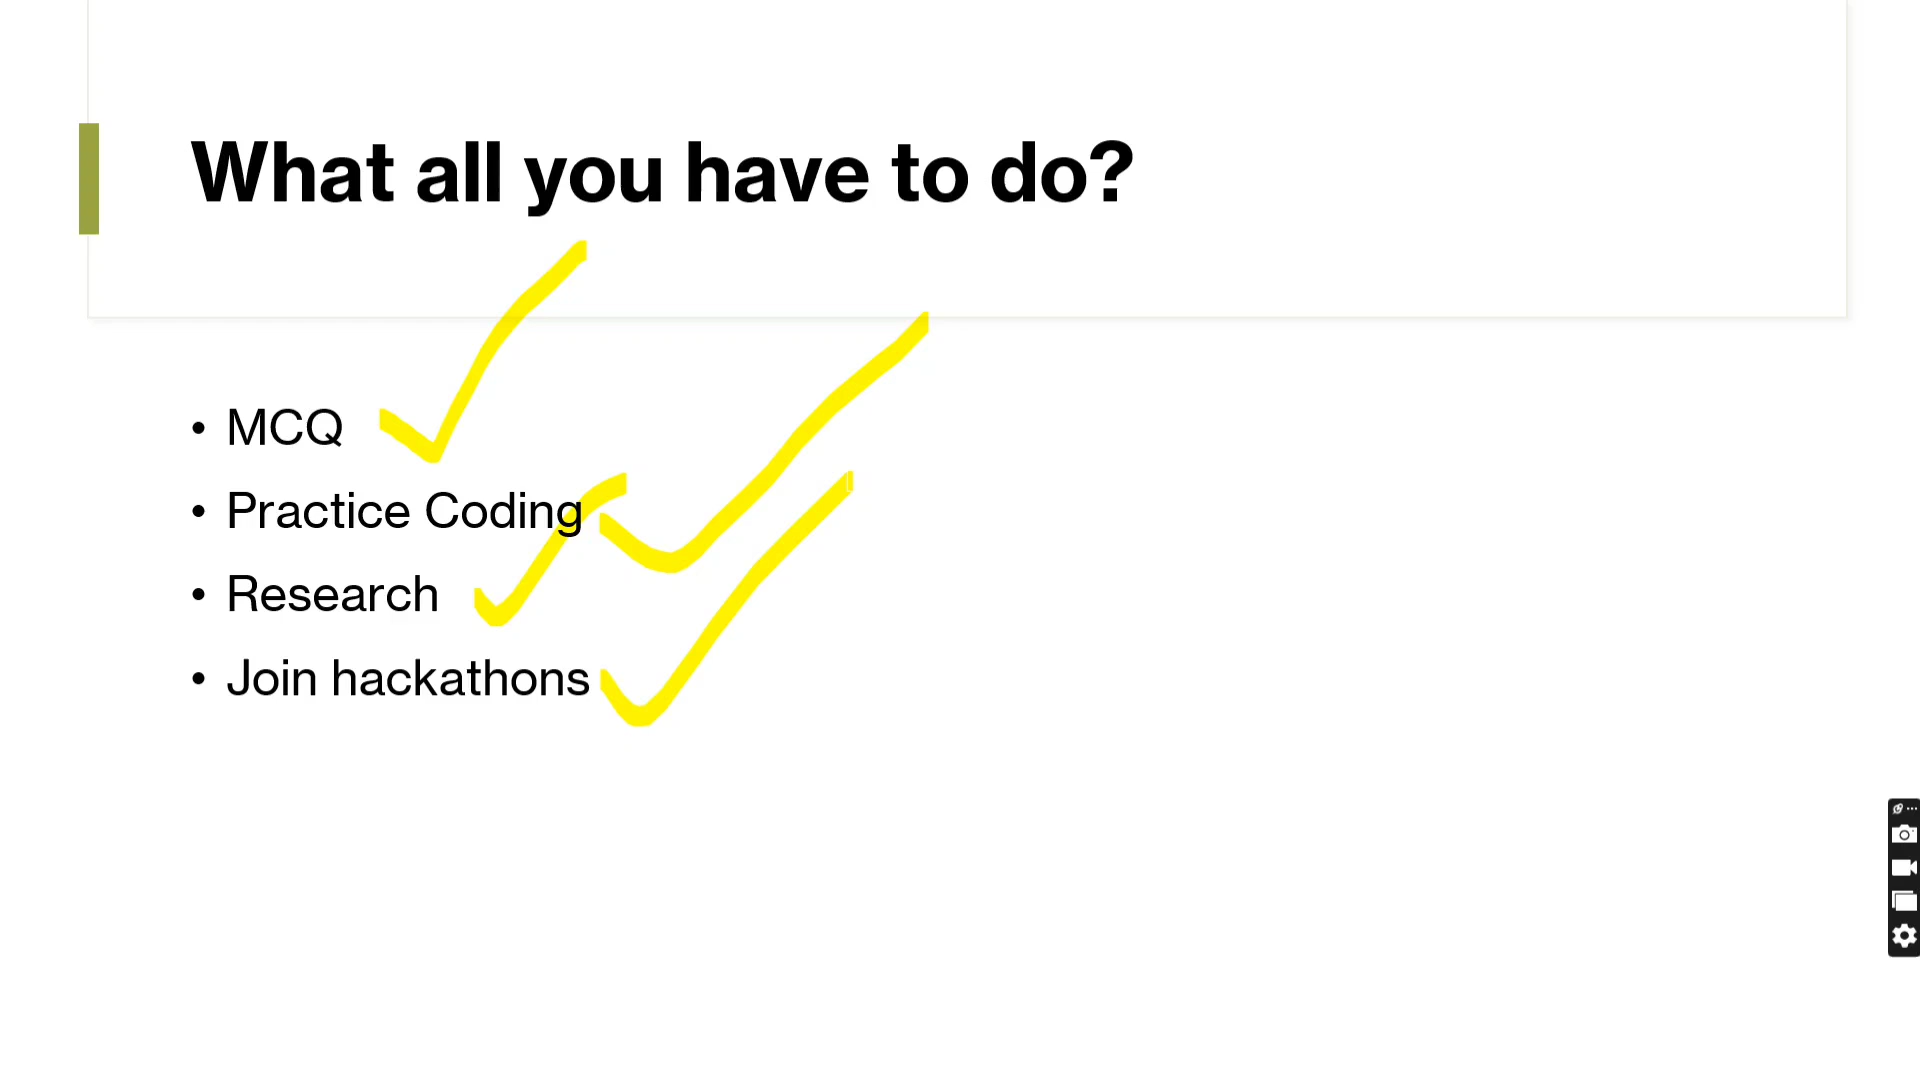 What all you have to do?
• MCQ
• Practice Coding
• Research
• Join hackathons